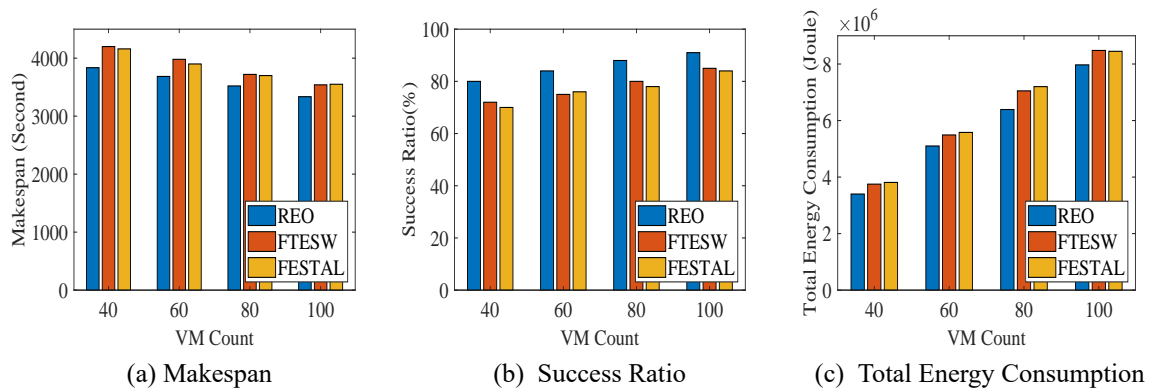 4000
3000
2000
1000
0
Makespan (Second)
40 60 80 100
VM Count
REO
FTESW
FESTAL
(a) Makespan
100
80
60
40
20
0
Success Ratio(%)
40 60 80 100
VM Count
REO
FTESW
FESTAL
(b) Success Ratio
×10⁶
8
6
4
2
0
Total Energy Consumption (Joule)
40 60 80 100
VM Count
REO
FTESW
FESTAL
(c) Total Energy Consumption